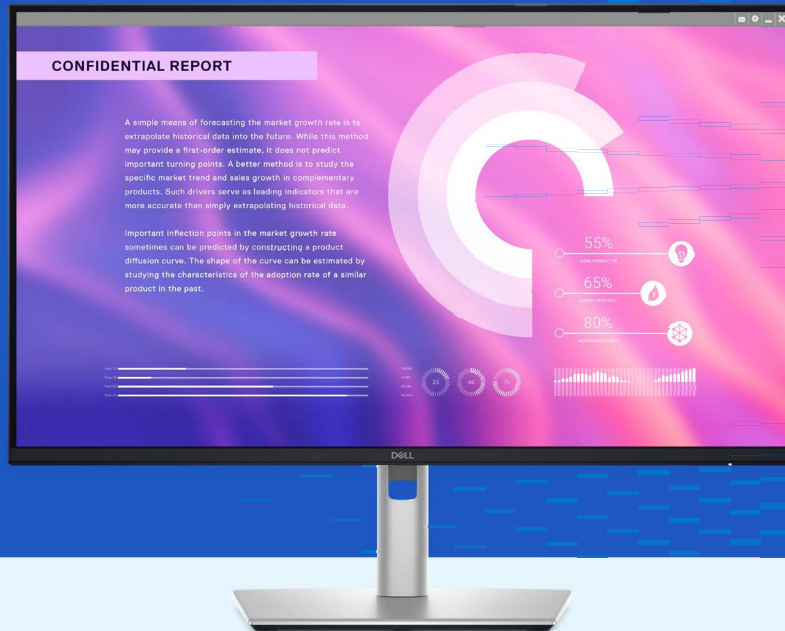 CONFIDENTIAL REPORT
A simple means of forecasting the market growth rate is to
extrapolate historical data into the future. While this method
may provide a first-order estimate, it does not predict
important turning points. A better method is to study the
specific market trend and sales growth in complementary
products. Such drivers serve as leading indicators that are
more accurate than simply extrapolating historical data.
Important inflection points in the market growth rate
sometimes can be predicted by constructing a product
diffusion curve. The shape of the curve can be estimated by
studying the characteristics of the adoption rate of a similar
product in the past.
55%
MORE PRODUCTIVE
65%
80%
23
46
75
DELL